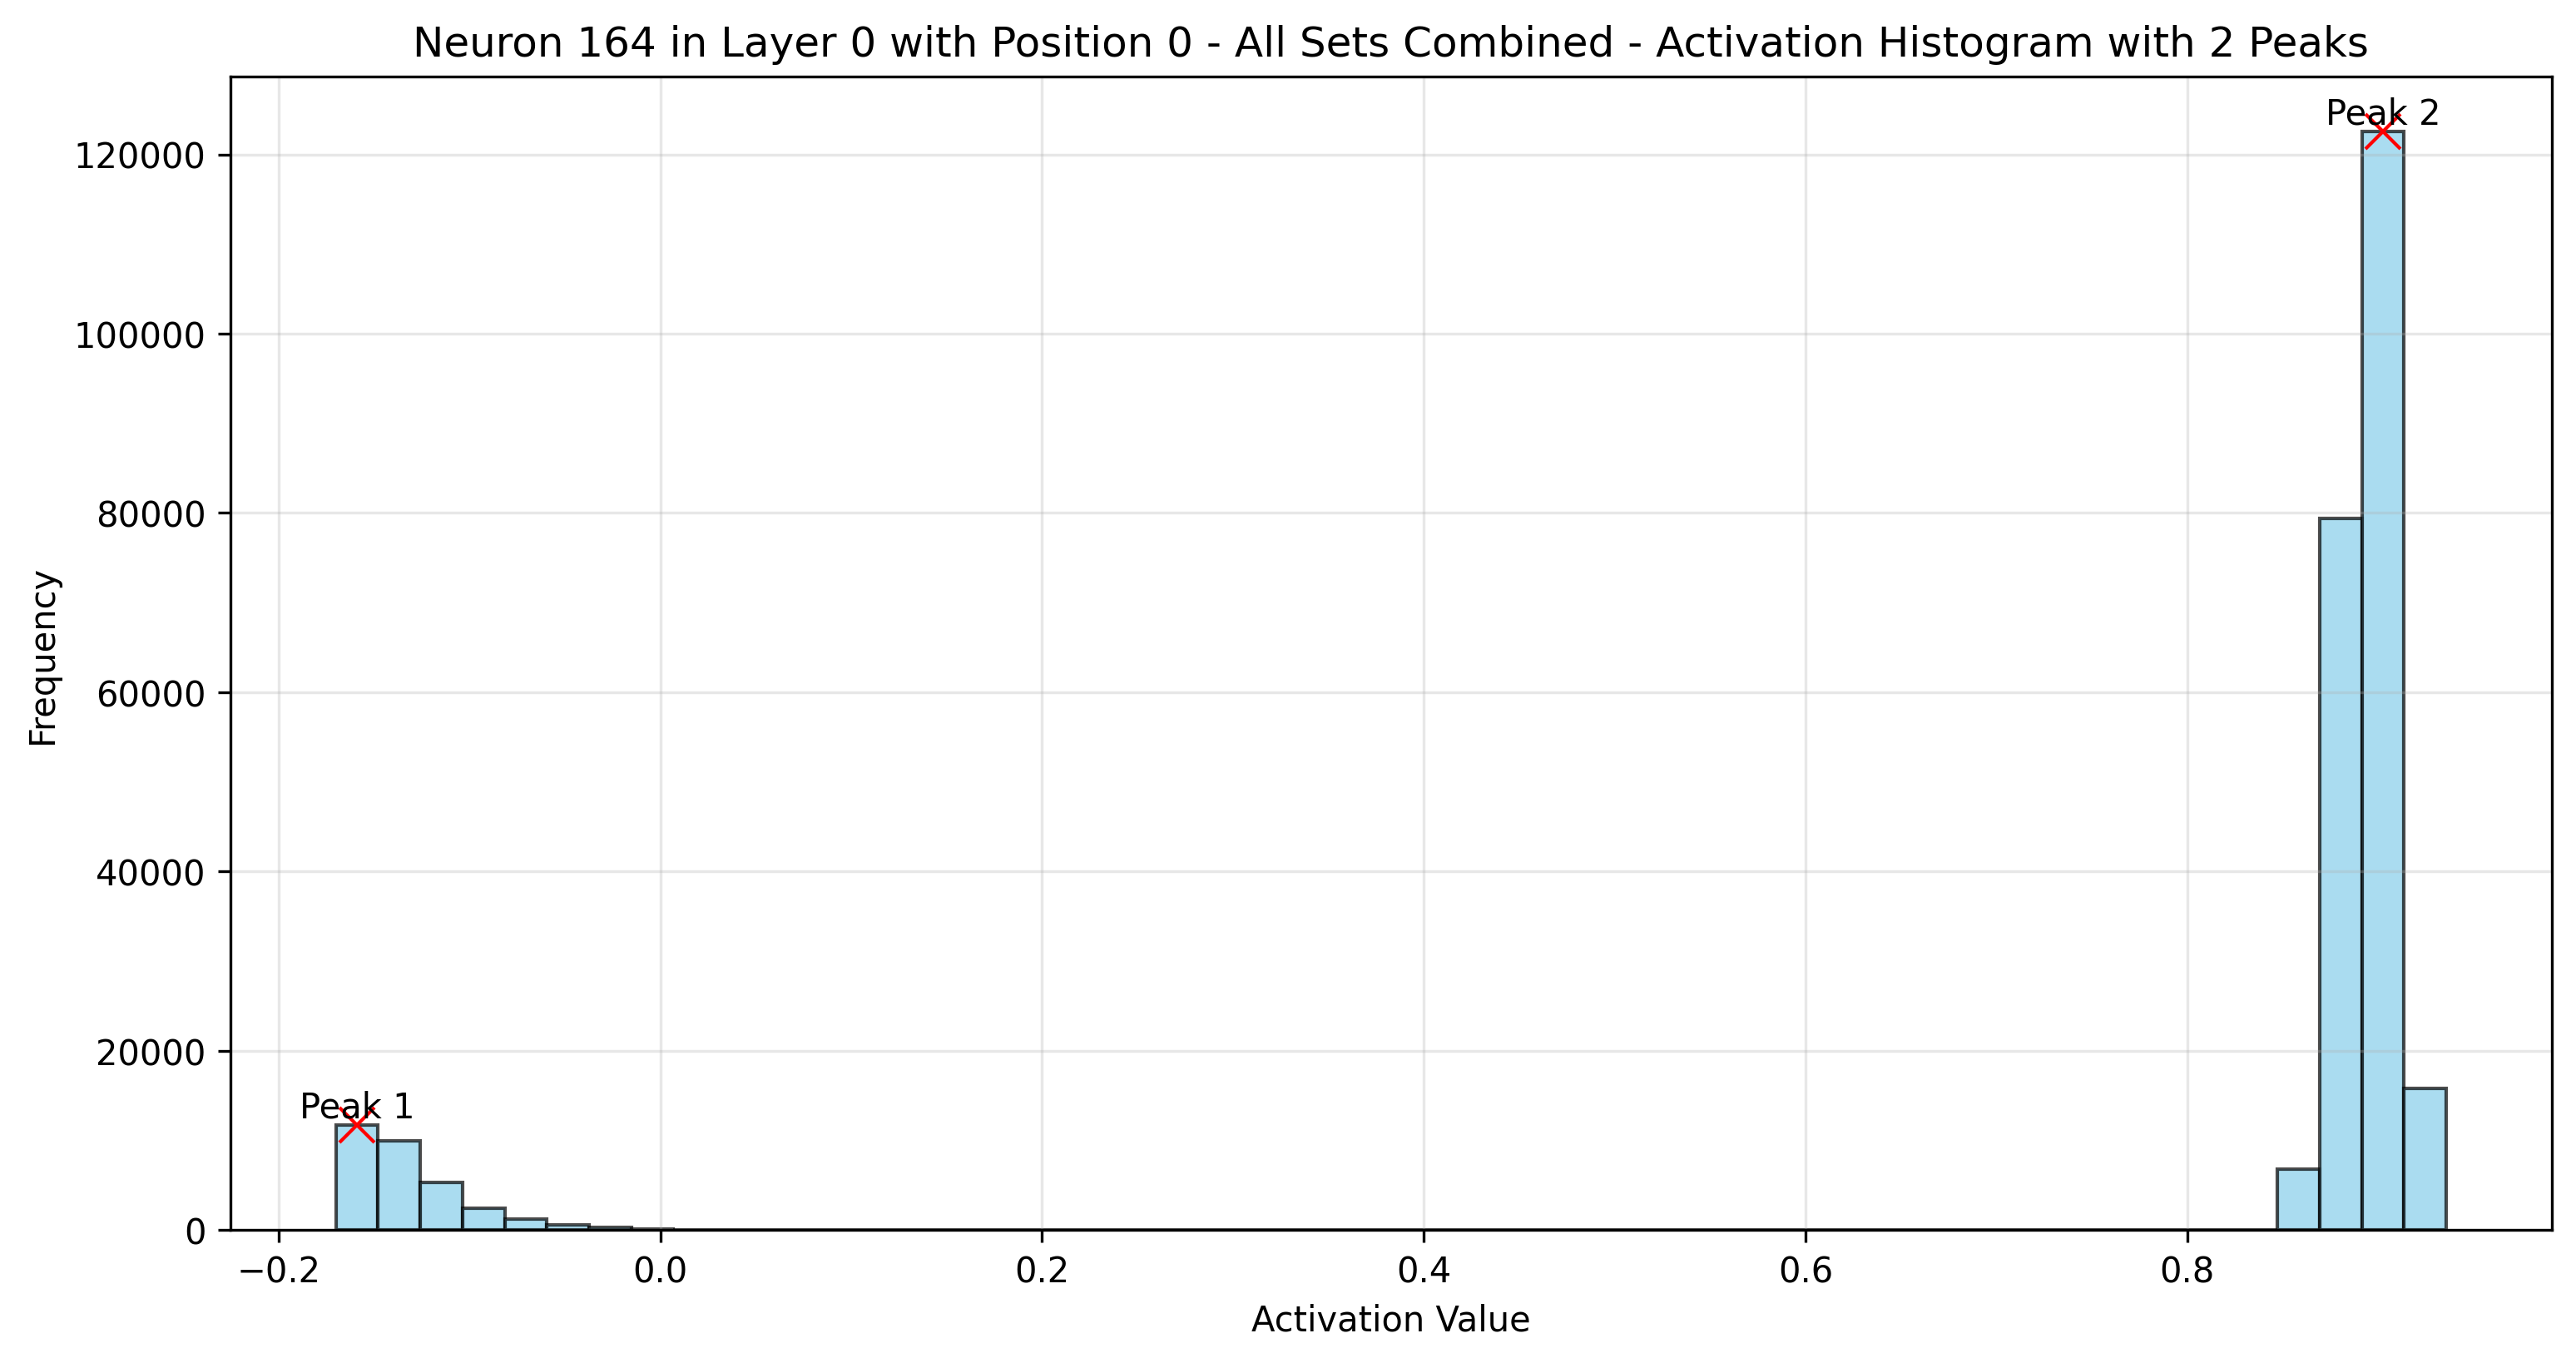 Neuron 164 in Layer 0 with Position 0 - All Sets Combined - Activation Histogram with 2 Peaks
Peak 2
120000
100000
80000
60000
40000
20000
0
Frequency
Peak 1
−0.2 0.0 0.2 0.4 0.6 0.8
Activation Value